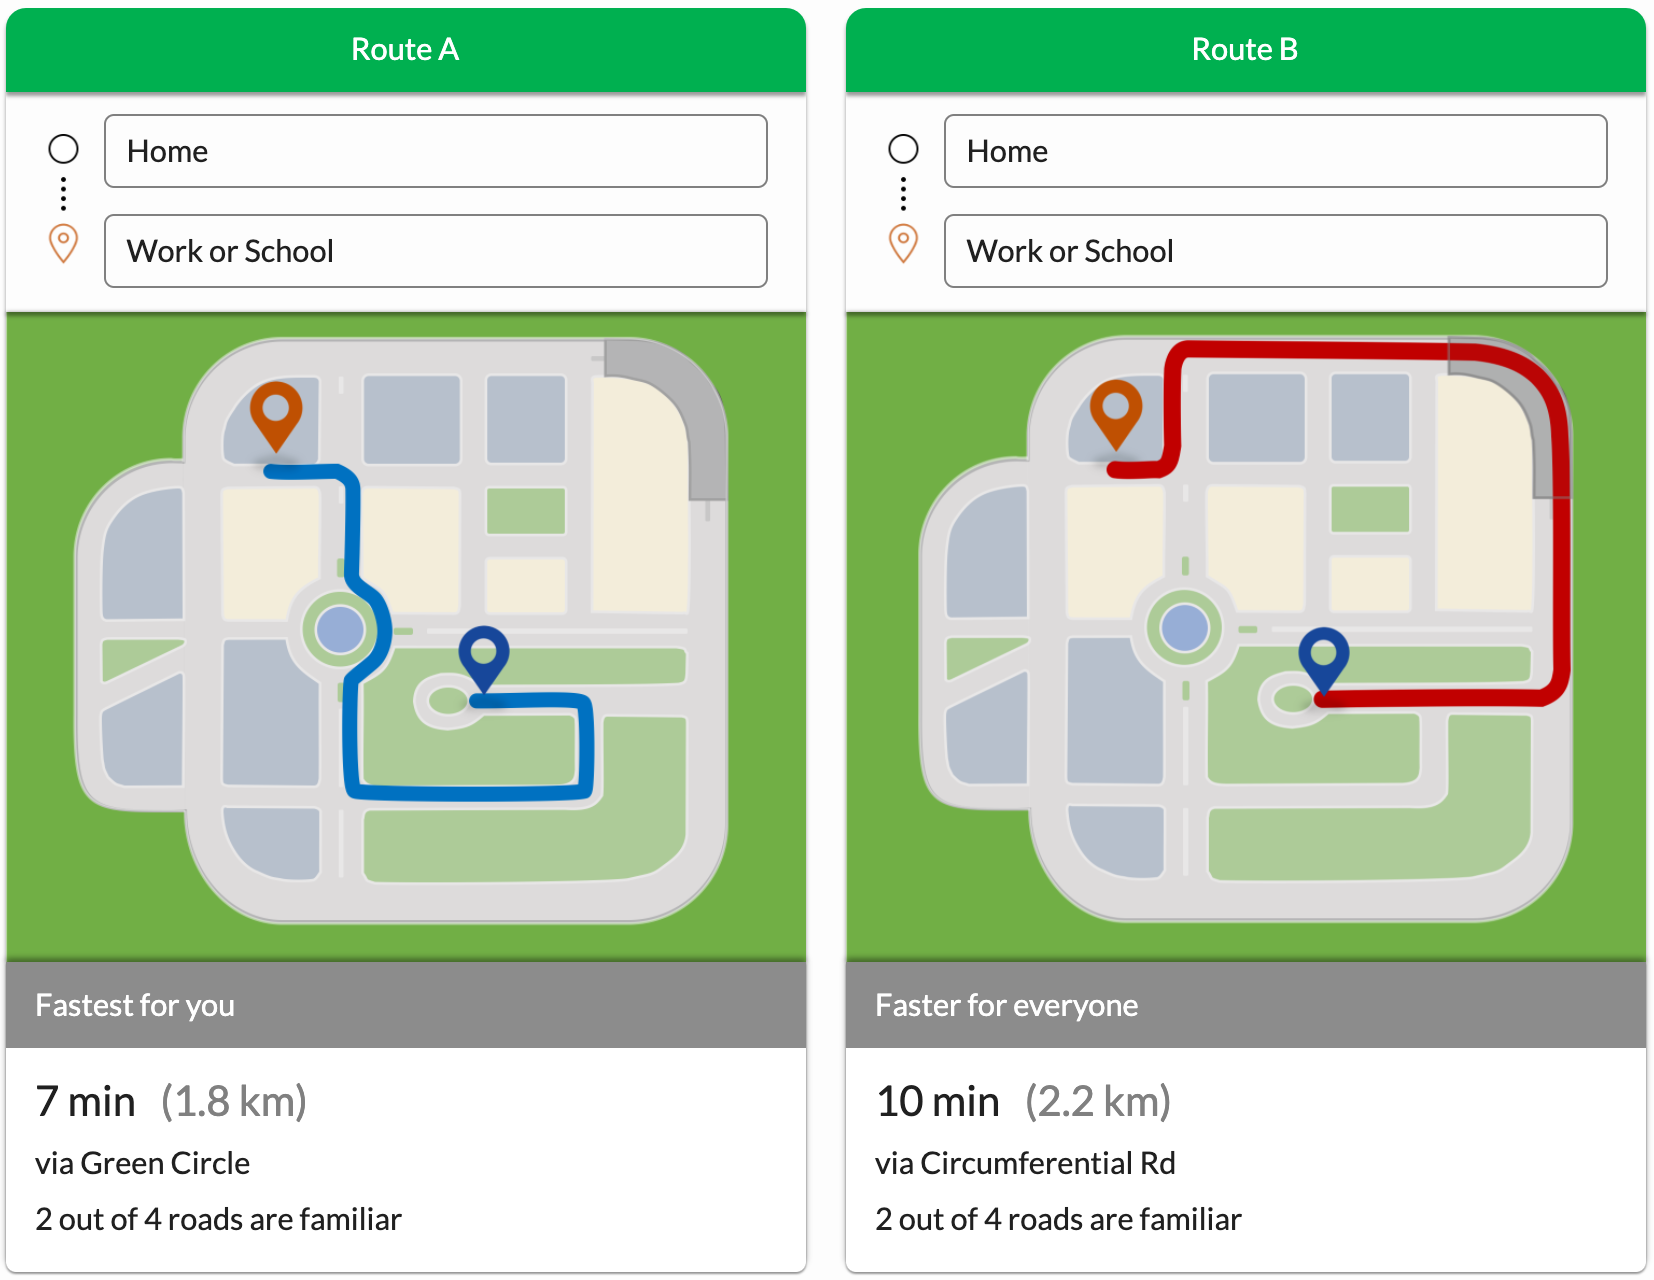 Route A
Home
Work or School
Fastest for you
7 min (1.8 km)
via Green Circle
2 out of 4 roads are familiar
Route B
Home
Work or School
Faster for everyone
10 min (2.2 km)
via Circumferential Rd
2 out of 4 roads are familiar